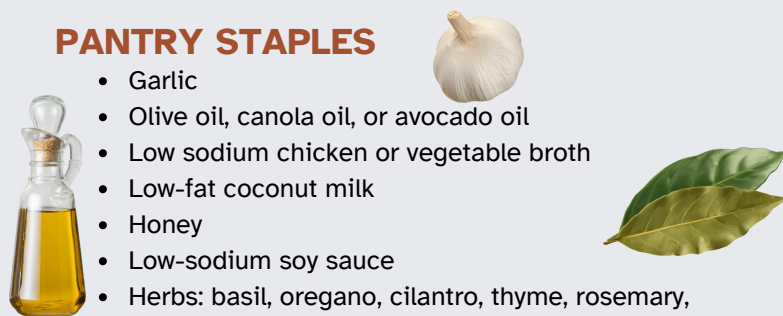 PANTRY STAPLES
• Garlic
• Olive oil, canola oil, or avocado oil
• Low sodium chicken or vegetable broth
• Low-fat coconut milk
• Honey
• Low-sodium soy sauce
• Herbs: basil, oregano, cilantro, thyme, rosemary,